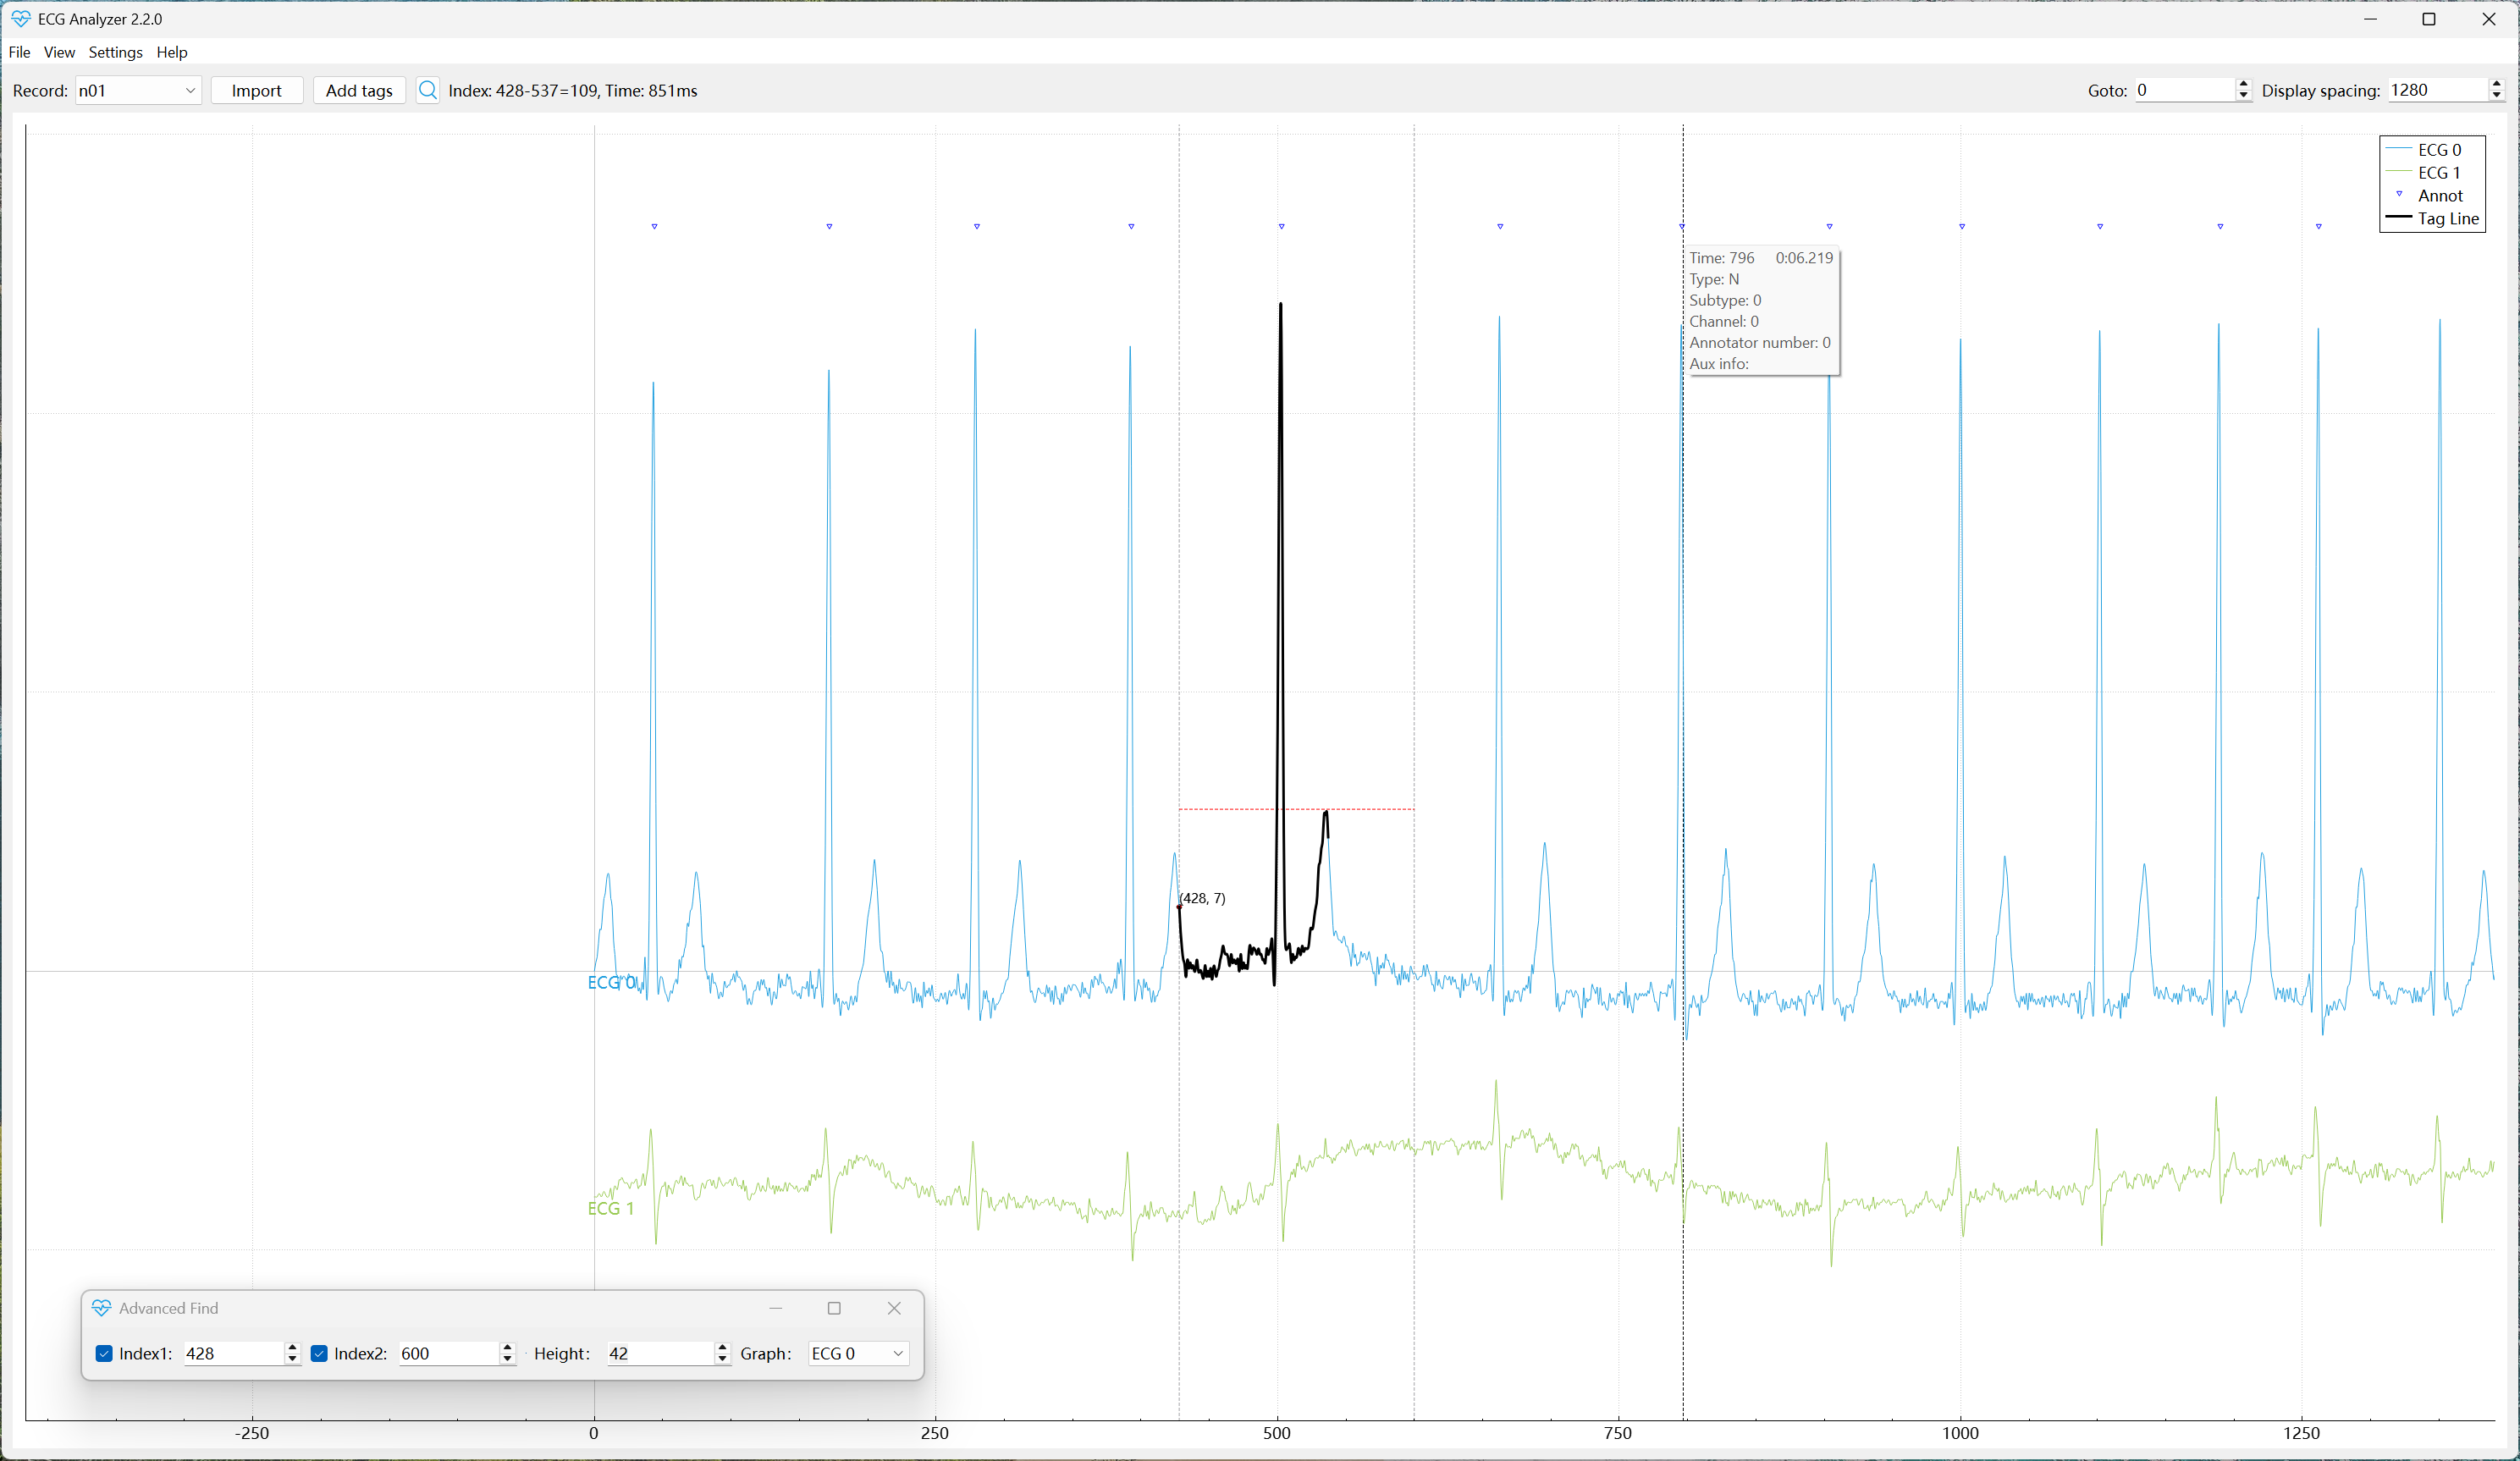 ECG Analyzer 2.2.0
File View Settings Help
Record: n01 Import Add tags Index: 428-537=109, Time: 851ms Goto: 0 Display spacing: 1280
ECG 0
ECG 1
Annot
Tag Line
Time: 796 0:06.219
Type: N
Subtype: 0
Channel: 0
Annotator number: 0
Aux info:
(428, 7)
ECG 0
ECG 1
Advanced Find
Index1: 428 Index2: 600 Height: 42 Graph: ECG 0
-250 0 250 500 750 1000 1250